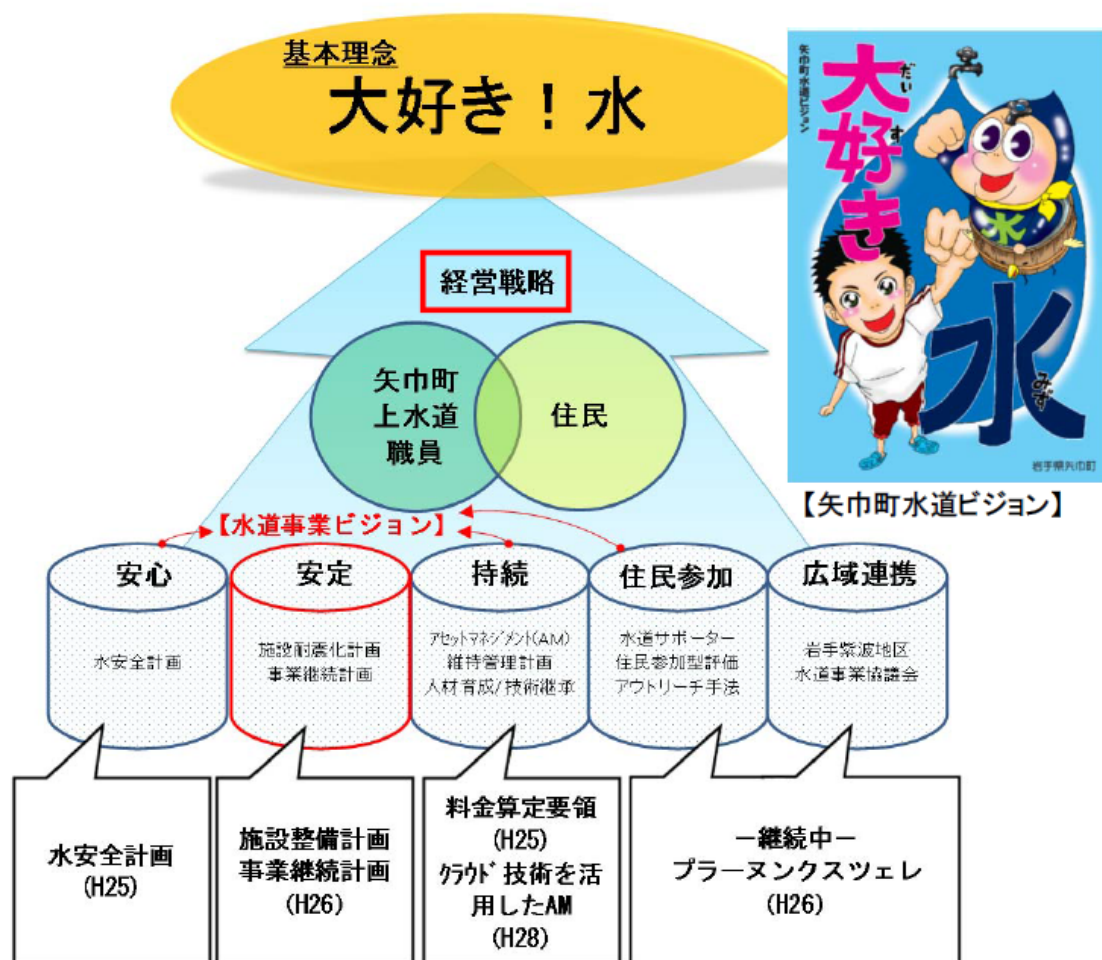 基本理念
大好き！水
矢巾町水道ビジョン
大好き
だい
す
水
水
みず
岩手県矢巾町
【矢巾町水道ビジョン】
経営戦略
矢巾町
上水道
職員
住民
【水道事業ビジョン】
安心
水安全計画
安定
施設耐震化計画
事業継続計画
持続
ｱｾｯﾄﾏﾈｼﾞﾒﾝﾄ(AM)
維持管理計画
人材育成/技術継承
住民参加
水道サポーター
住民参加型評価
アウトリーチ手法
広域連携
岩手紫波地区
水道事業協議会
水安全計画
(H25)
施設整備計画
事業継続計画
(H26)
料金算定要領
(H25)
ｸﾗｳﾄﾞ技術を活
用したAM
(H28)
－継続中－
プラーヌンクスツェレ
(H26)